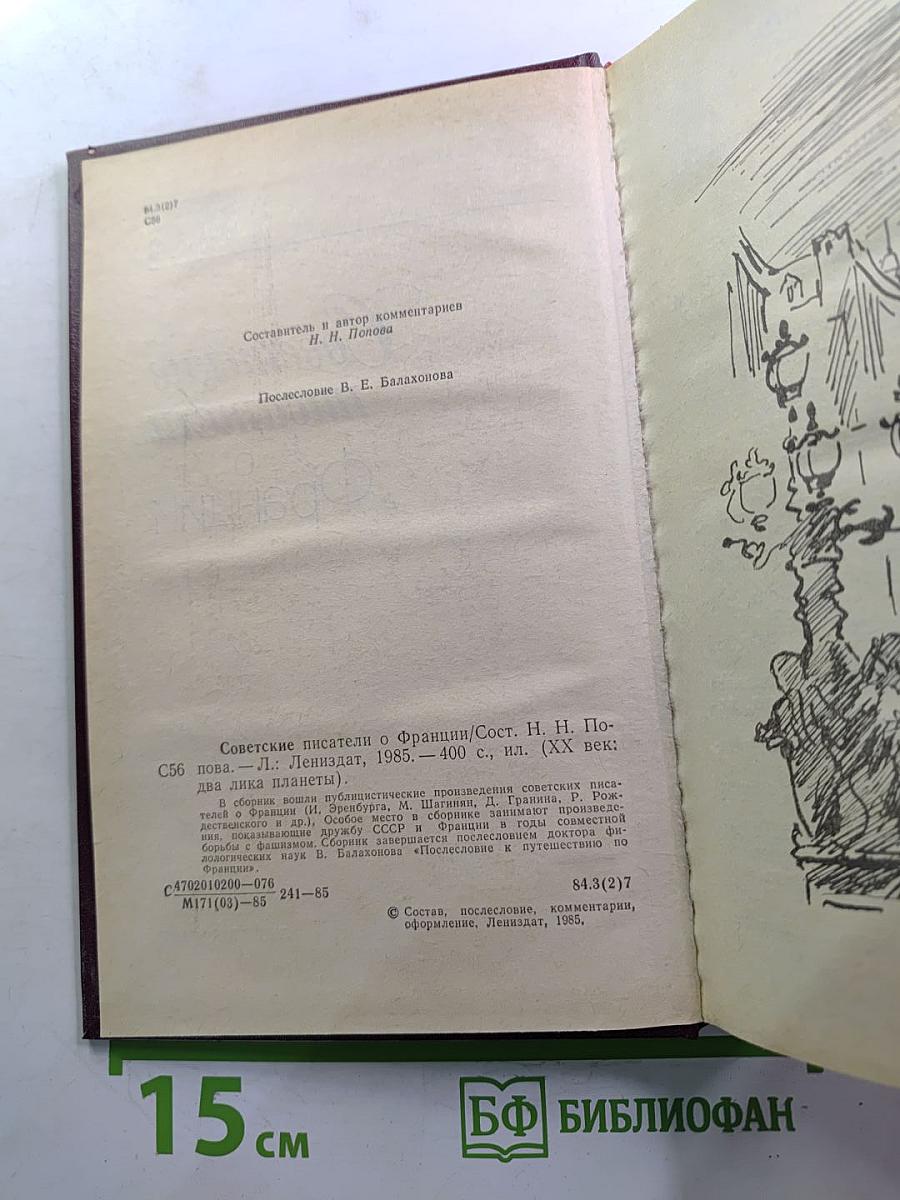 84.3(2)7
С56
Составитель и автор комментариев
Н. Н. Попова
Послесловие В. Е. Балахонова
Советские писатели о Франции/Сост. Н. Н. По-
С56 пова. — Л.: Лениздат, 1985. — 400 с., ил. (XX век:
два лика планеты).
В сборник вошли публицистические произведения советских писа-
телей о Франции (И. Эренбурга, М. Шагинян, Д. Гранина, Р. Рож-
дественского и др.), Особое место в сборнике занимают произведе-
ния, показывающие дружбу СССР и Франции в годы совместной
борьбы с фашизмом. Сборник завершается послесловием доктора фи-
лологических наук В. Балахонова «Послесловие к путешествию по
Франции».
С 4702010200—076
М171(03)—85 241—85
84.3(2)7
© Состав, послесловие, комментарии,
оформление, Лениздат, 1985.
15 см
БФ БИБЛИОФАН